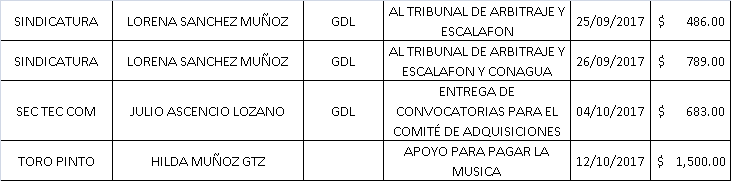 SINDICATURA LORENA SANCHEZ MUÑOZ GDL AL TRIBUNAL DE ARBITRAJE Y
ESCALAFON 25/09/2017 $ 486.00
SINDICATURA LORENA SANCHEZ MUÑOZ GDL AL TRIBUNAL DE ARBITRAJE Y
ESCALAFON Y CONAGUA 26/09/2017 $ 789.00
SEC TEC COM JULIO ASCENCIO LOZANO GDL ENTREGA DE
CONVOCATORIAS PARA EL
COMITÉ DE ADQUISICIONES 04/10/2017 $ 683.00
TORO PINTO HILDA MUÑOZ GTZ APOYO PARA PAGAR LA
MUSICA 12/10/2017 $ 1,500.00